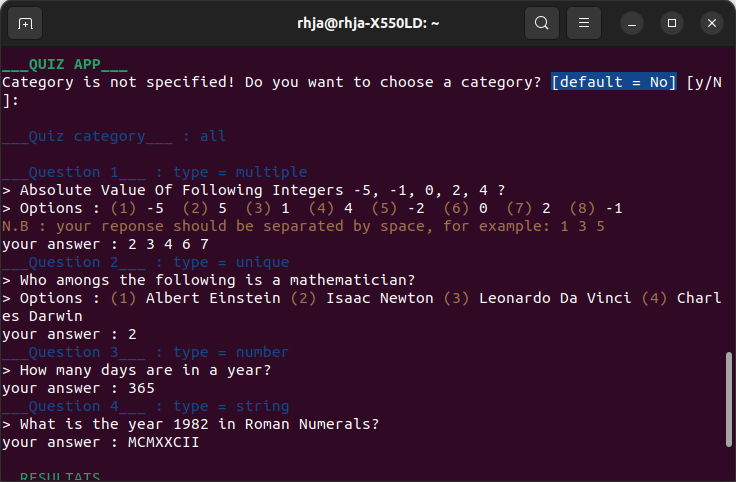 rhja@rhja-X550LD: ~
___QUIZ APP___
Category is not specified! Do you want to choose a category? [default = No] [y/N
]:
___Quiz category___ : all
___Question 1___ : type = multiple
> Absolute Value Of Following Integers -5, -1, 0, 2, 4 ?
> Options : (1) -5  (2) 5  (3) 1  (4) 4  (5) -2  (6) 0  (7) 2  (8) -1
N.B : your reponse should be separated by space, for example: 1 3 5
your answer : 2 3 4 6 7
___Question 2___ : type = unique
> Who amongs the following is a mathematician?
> Options : (1) Albert Einstein (2) Isaac Newton (3) Leonardo Da Vinci (4) Charl
es Darwin
your answer : 2
___Question 3___ : type = number
> How many days are in a year?
your answer : 365
___Question 4___ : type = string
> What is the year 1982 in Roman Numerals?
your answer : MCMXXCII
RESULTATS